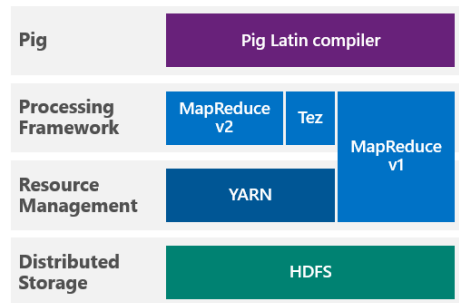 Pig
Pig Latin compiler
Processing
Framework
MapReduce
v2
Tez
MapReduce
v1
Resource
Management
YARN
Distributed
Storage
HDFS